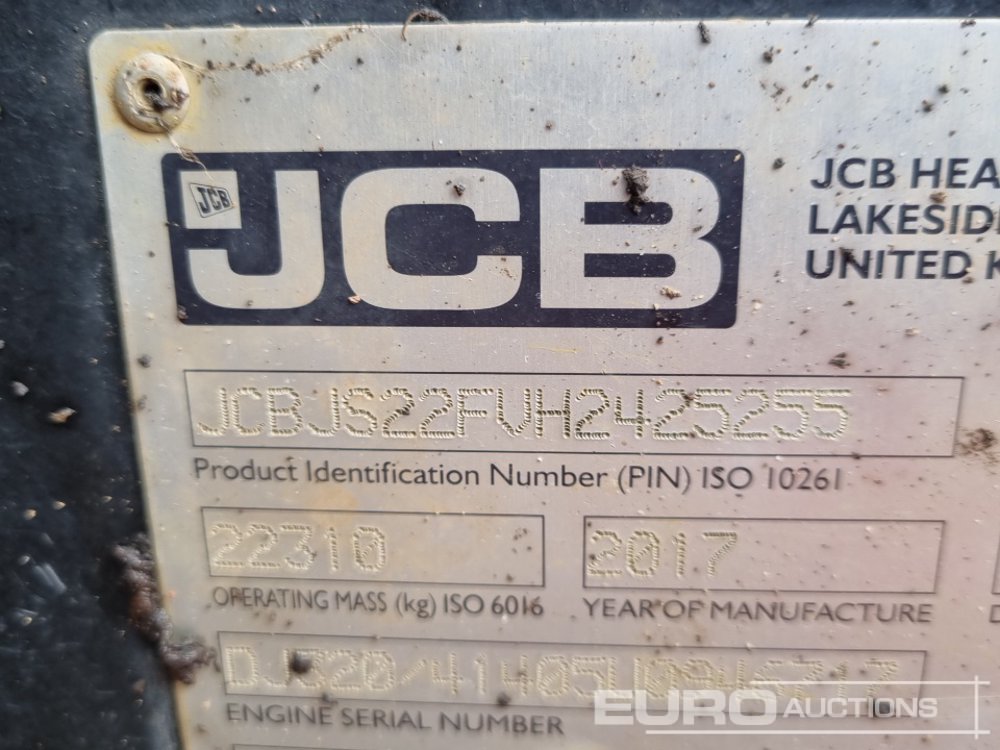 JCB
JCB
JCB HEA
LAKESIDE
UNITED K
JCBJS22FVH2425255
Product Identification Number (PIN) ISO 10261
22310
2017
OPERATING MASS (kg) ISO 6016
YEAR OF MANUFACTURE
ENGINE SERIAL NUMBER
EURO AUCTIONS